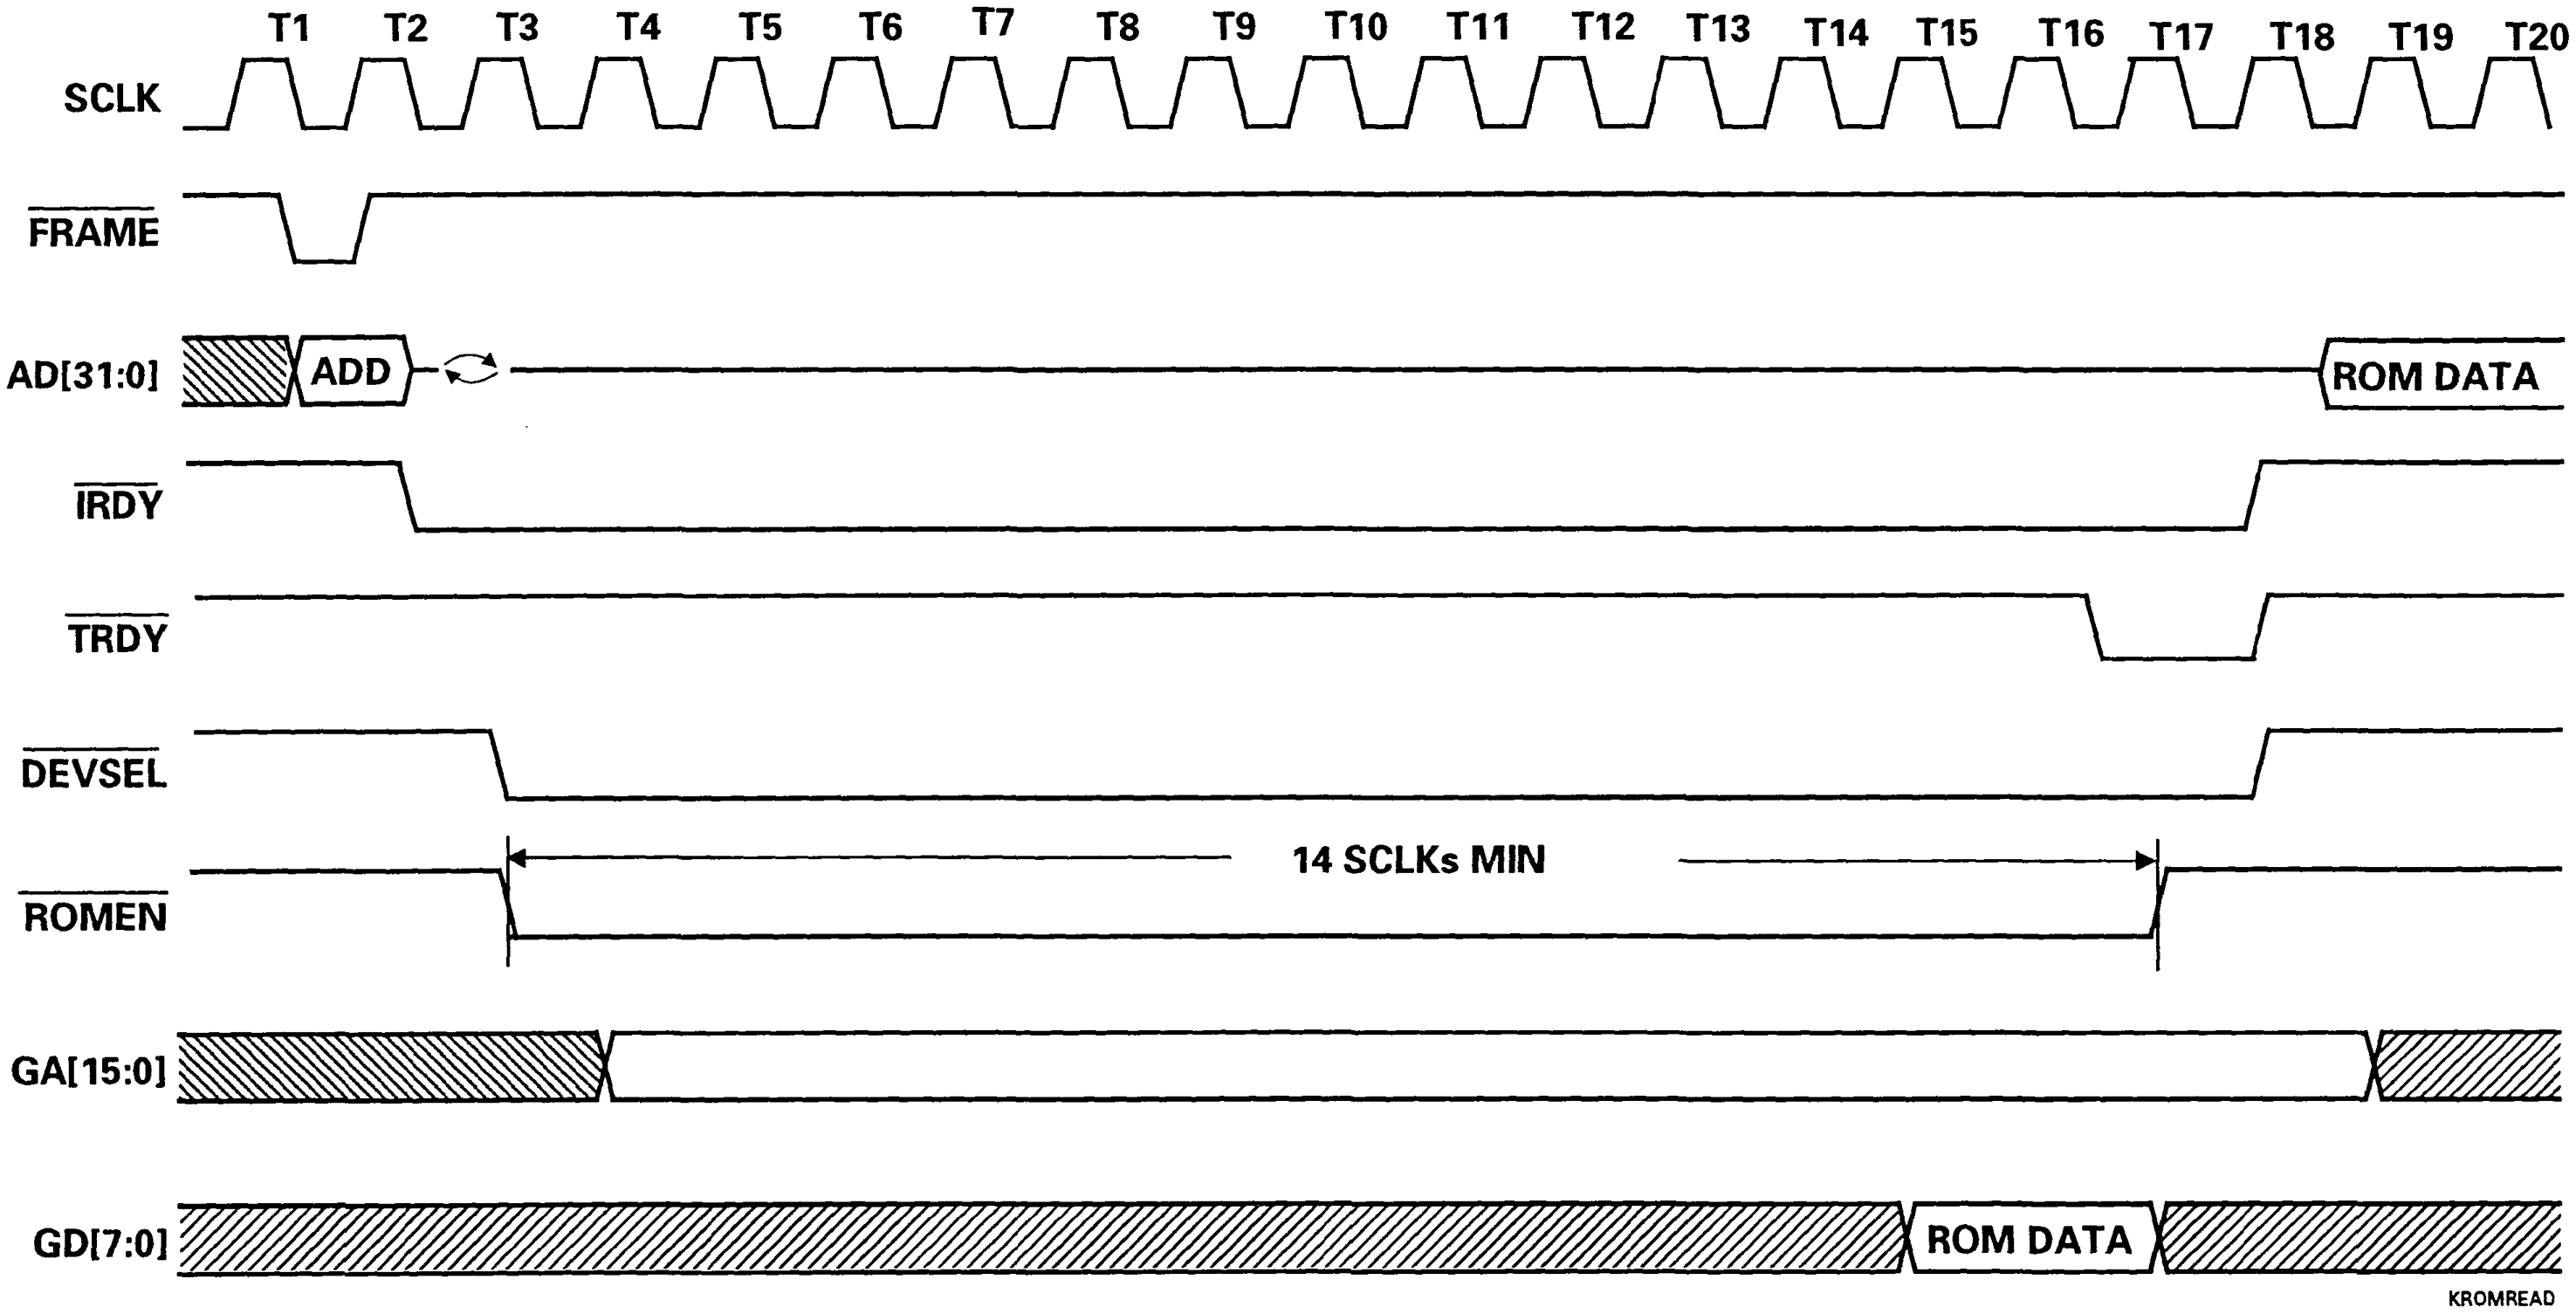 T1 T2 T3 T4 T5 T6 T7 T8 T9 T10 T11 T12 T13 T14 T15 T16 T17 T18 T19 T20
SCLK
FRAME
AD[31:0] ADD ROM DATA
IRDY
TRDY
DEVSEL
14 SCLKs MIN
ROMEN
GA[15:0]
GD[7:0] ROM DATA
KROMREAD